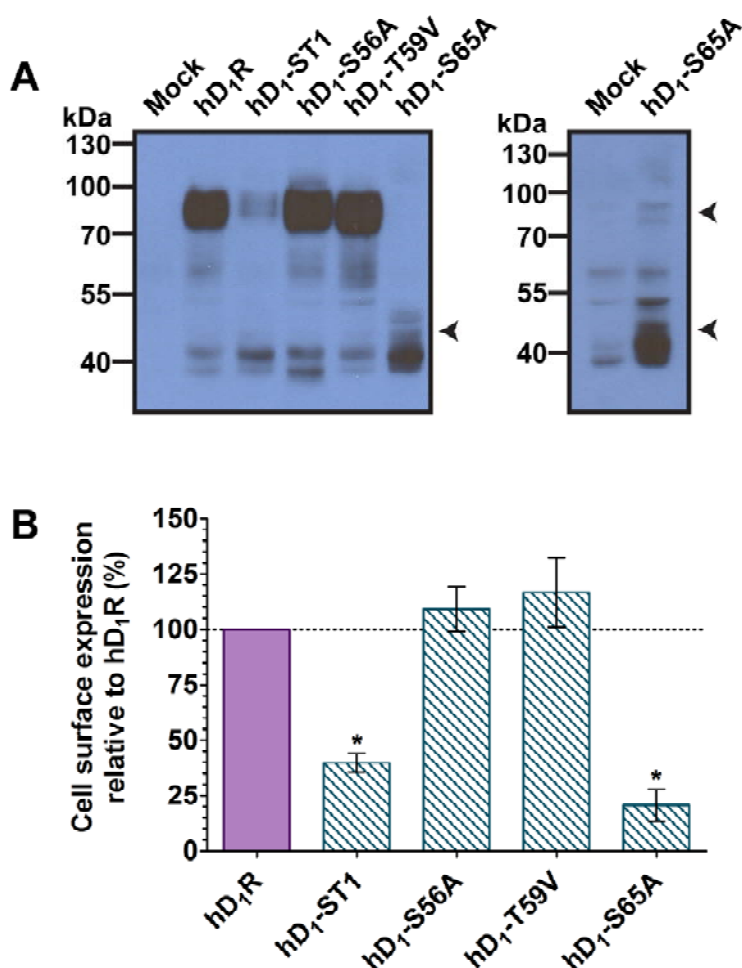 A
Mock
hD₁R
hD₁-ST1
hD₁-S56A
hD₁-T59V
hD₁-S65A
kDa
130
100
70
55
40
Mock
hD₁-S65A
kDa
130
100
70
55
40
B
Cell surface expression
relative to hD₁R (%)
150
125
100
75
50
25
0
*
*
hD₁R
hD₁-ST1
hD₁-S56A
hD₁-T59V
hD₁-S65A